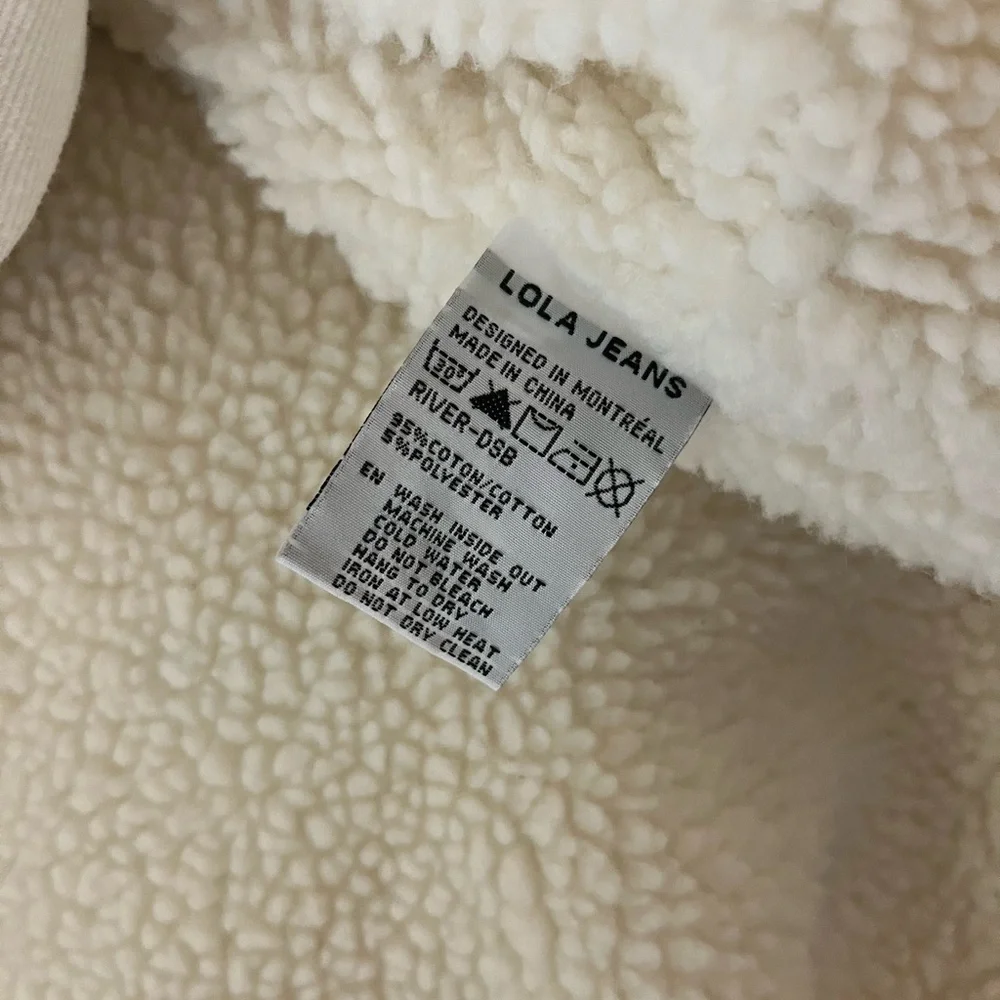 LOLA JEANS
DESIGNED IN MONTRÉAL
MADE IN CHINA
30°
RIVER-DSB
95%COTON/COTTON
5%POLYESTER
EN WASH INSIDE OUT
MACHINE WASH
COLD WATER
DO NOT BLEACH
HANG TO DRY
IRON AT LOW HEAT
DO NOT DRY CLEAN